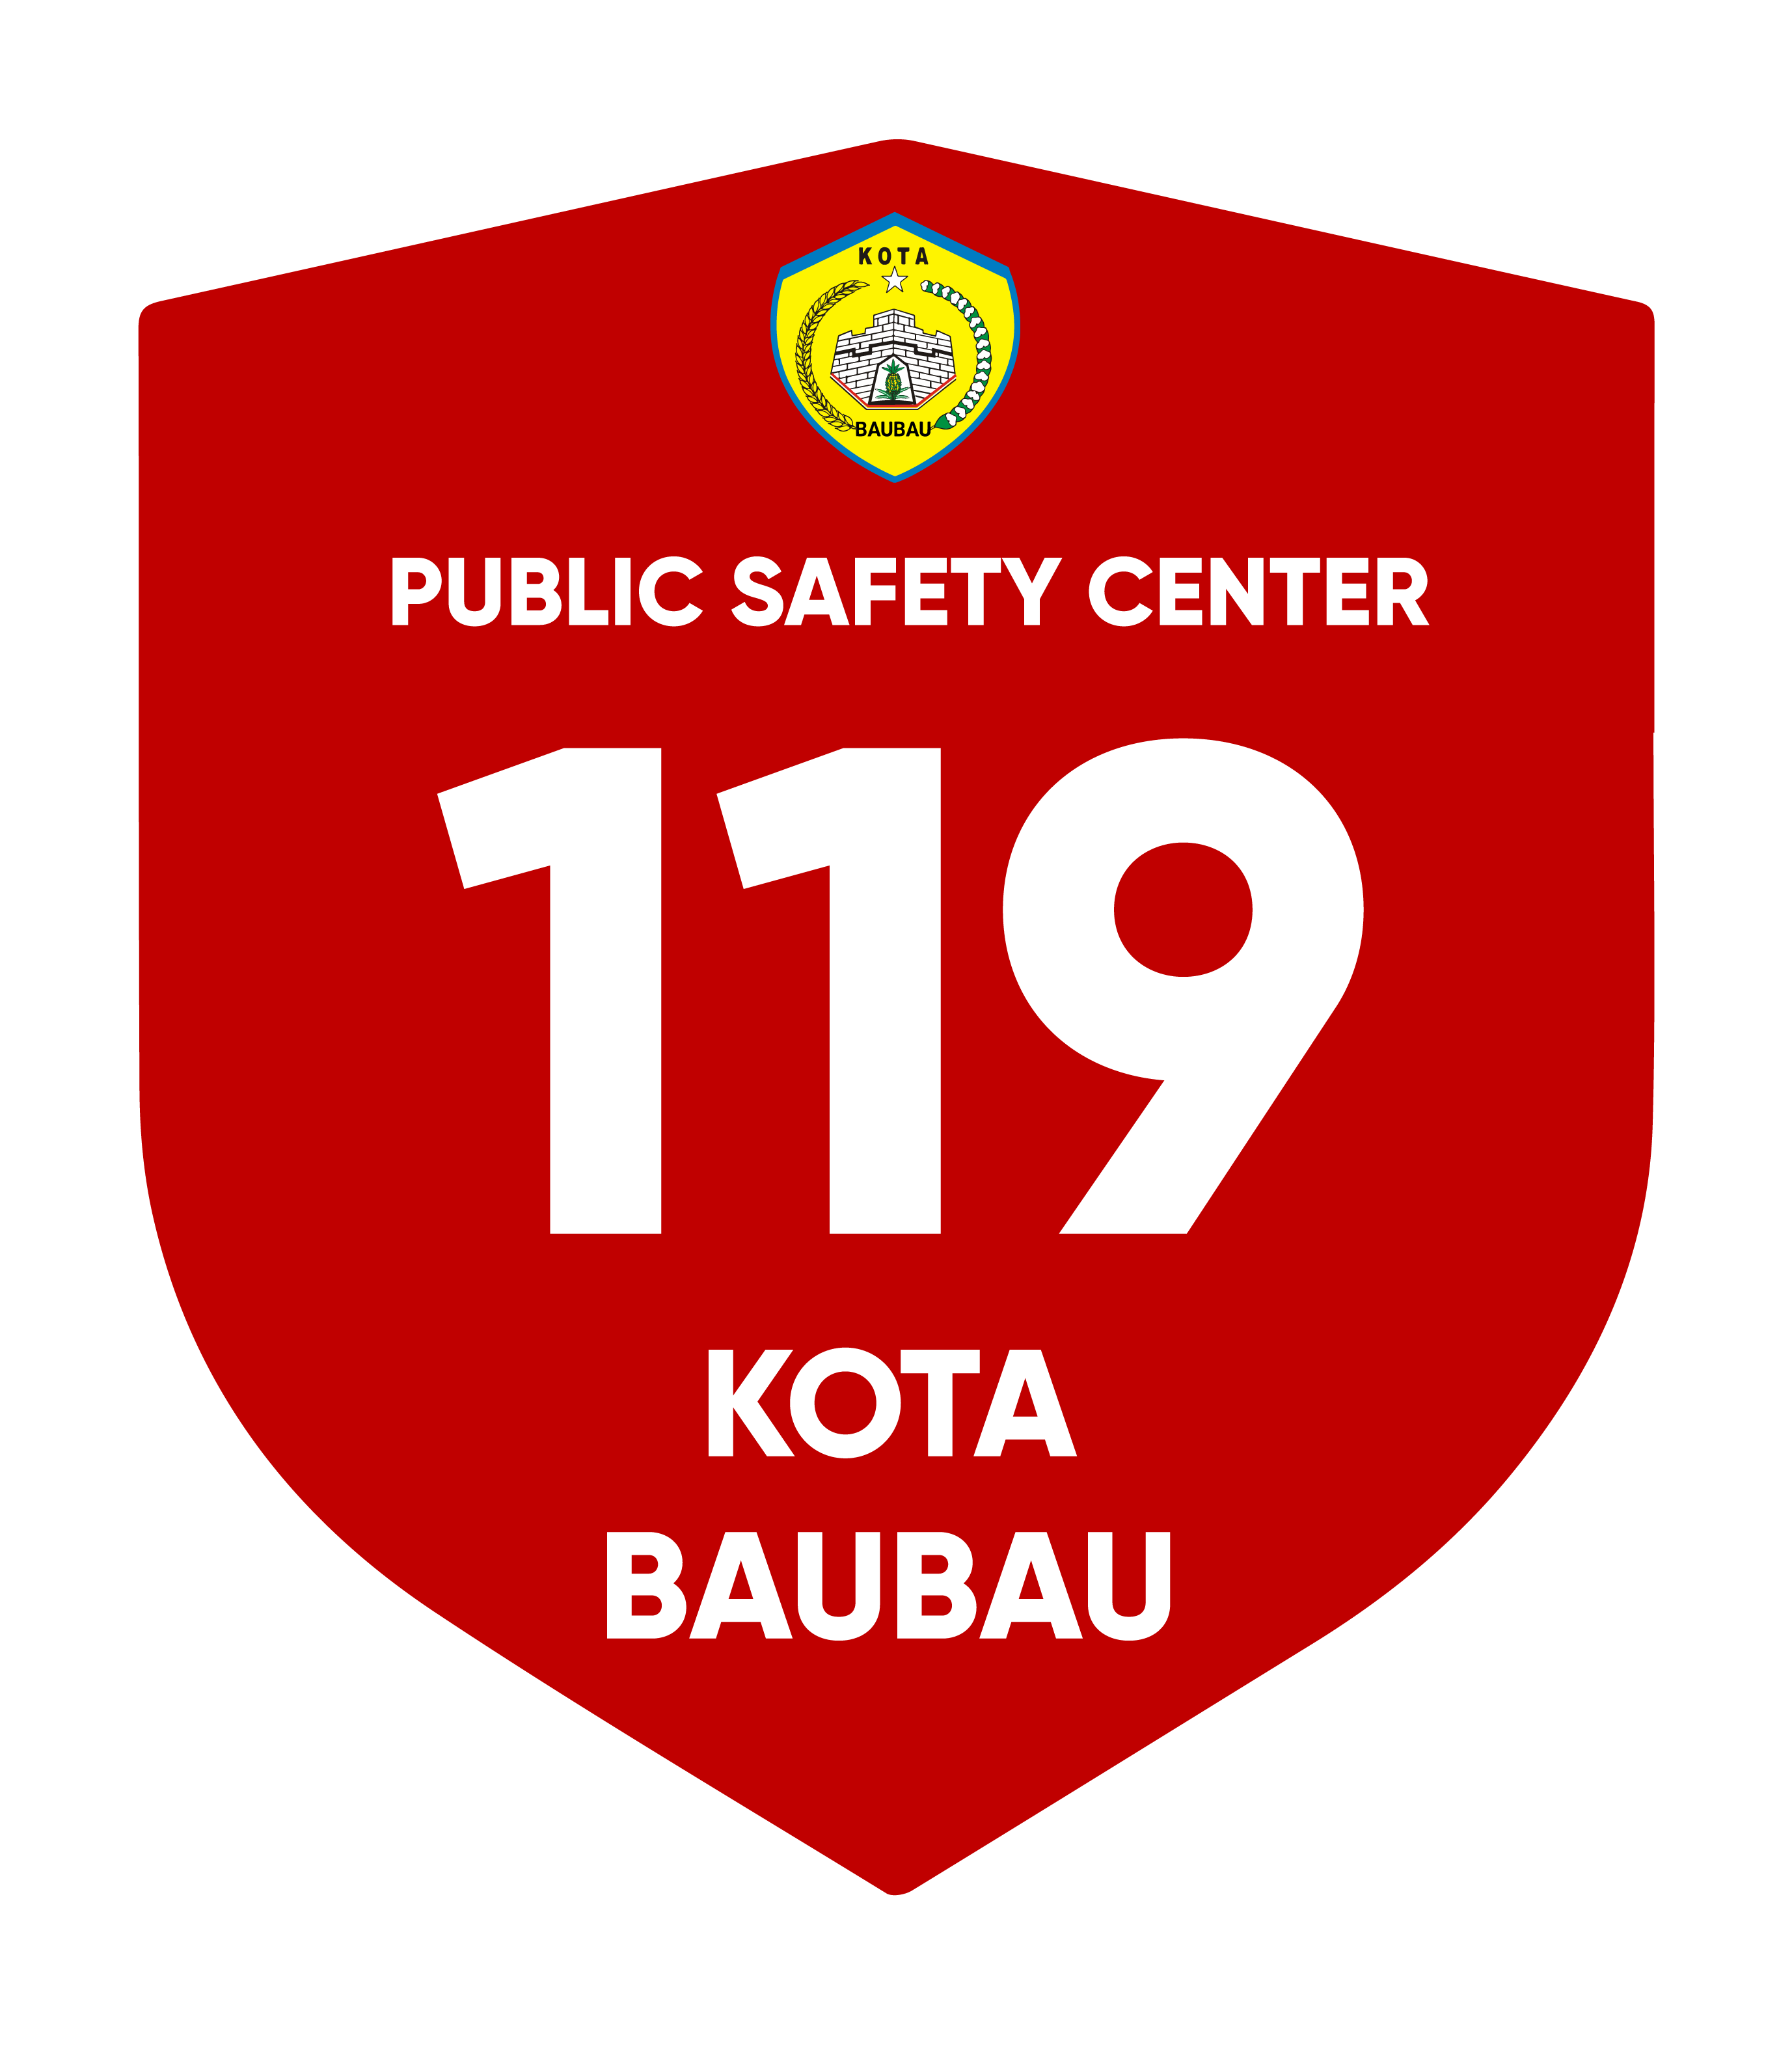 KOTA
BAUBAU
PUBLIC SAFETY CENTER
119
KOTA
BAUBAU